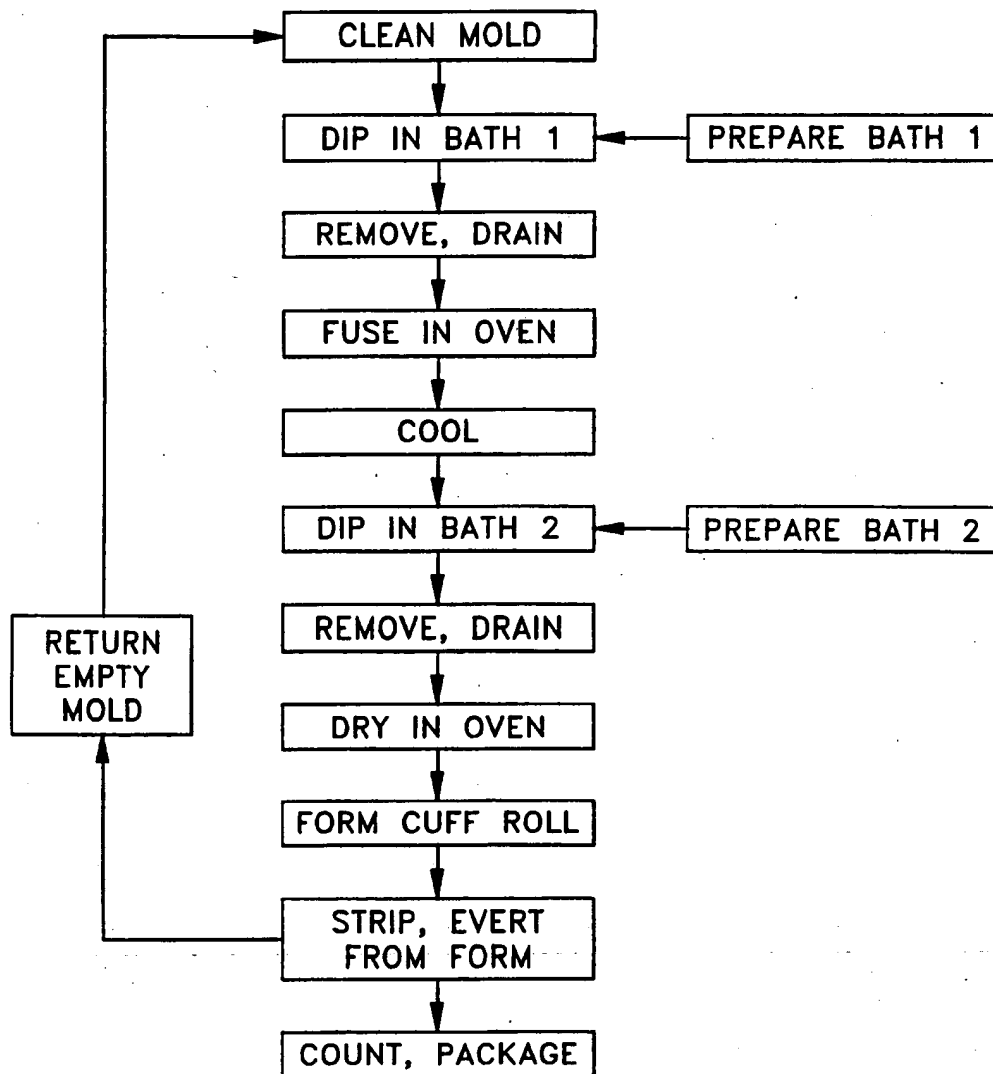 CLEAN MOLD
DIP IN BATH 1
PREPARE BATH 1
REMOVE, DRAIN
FUSE IN OVEN
COOL
DIP IN BATH 2
PREPARE BATH 2
REMOVE, DRAIN
RETURN
EMPTY
MOLD
DRY IN OVEN
FORM CUFF ROLL
STRIP, EVERT
FROM FORM
COUNT, PACKAGE